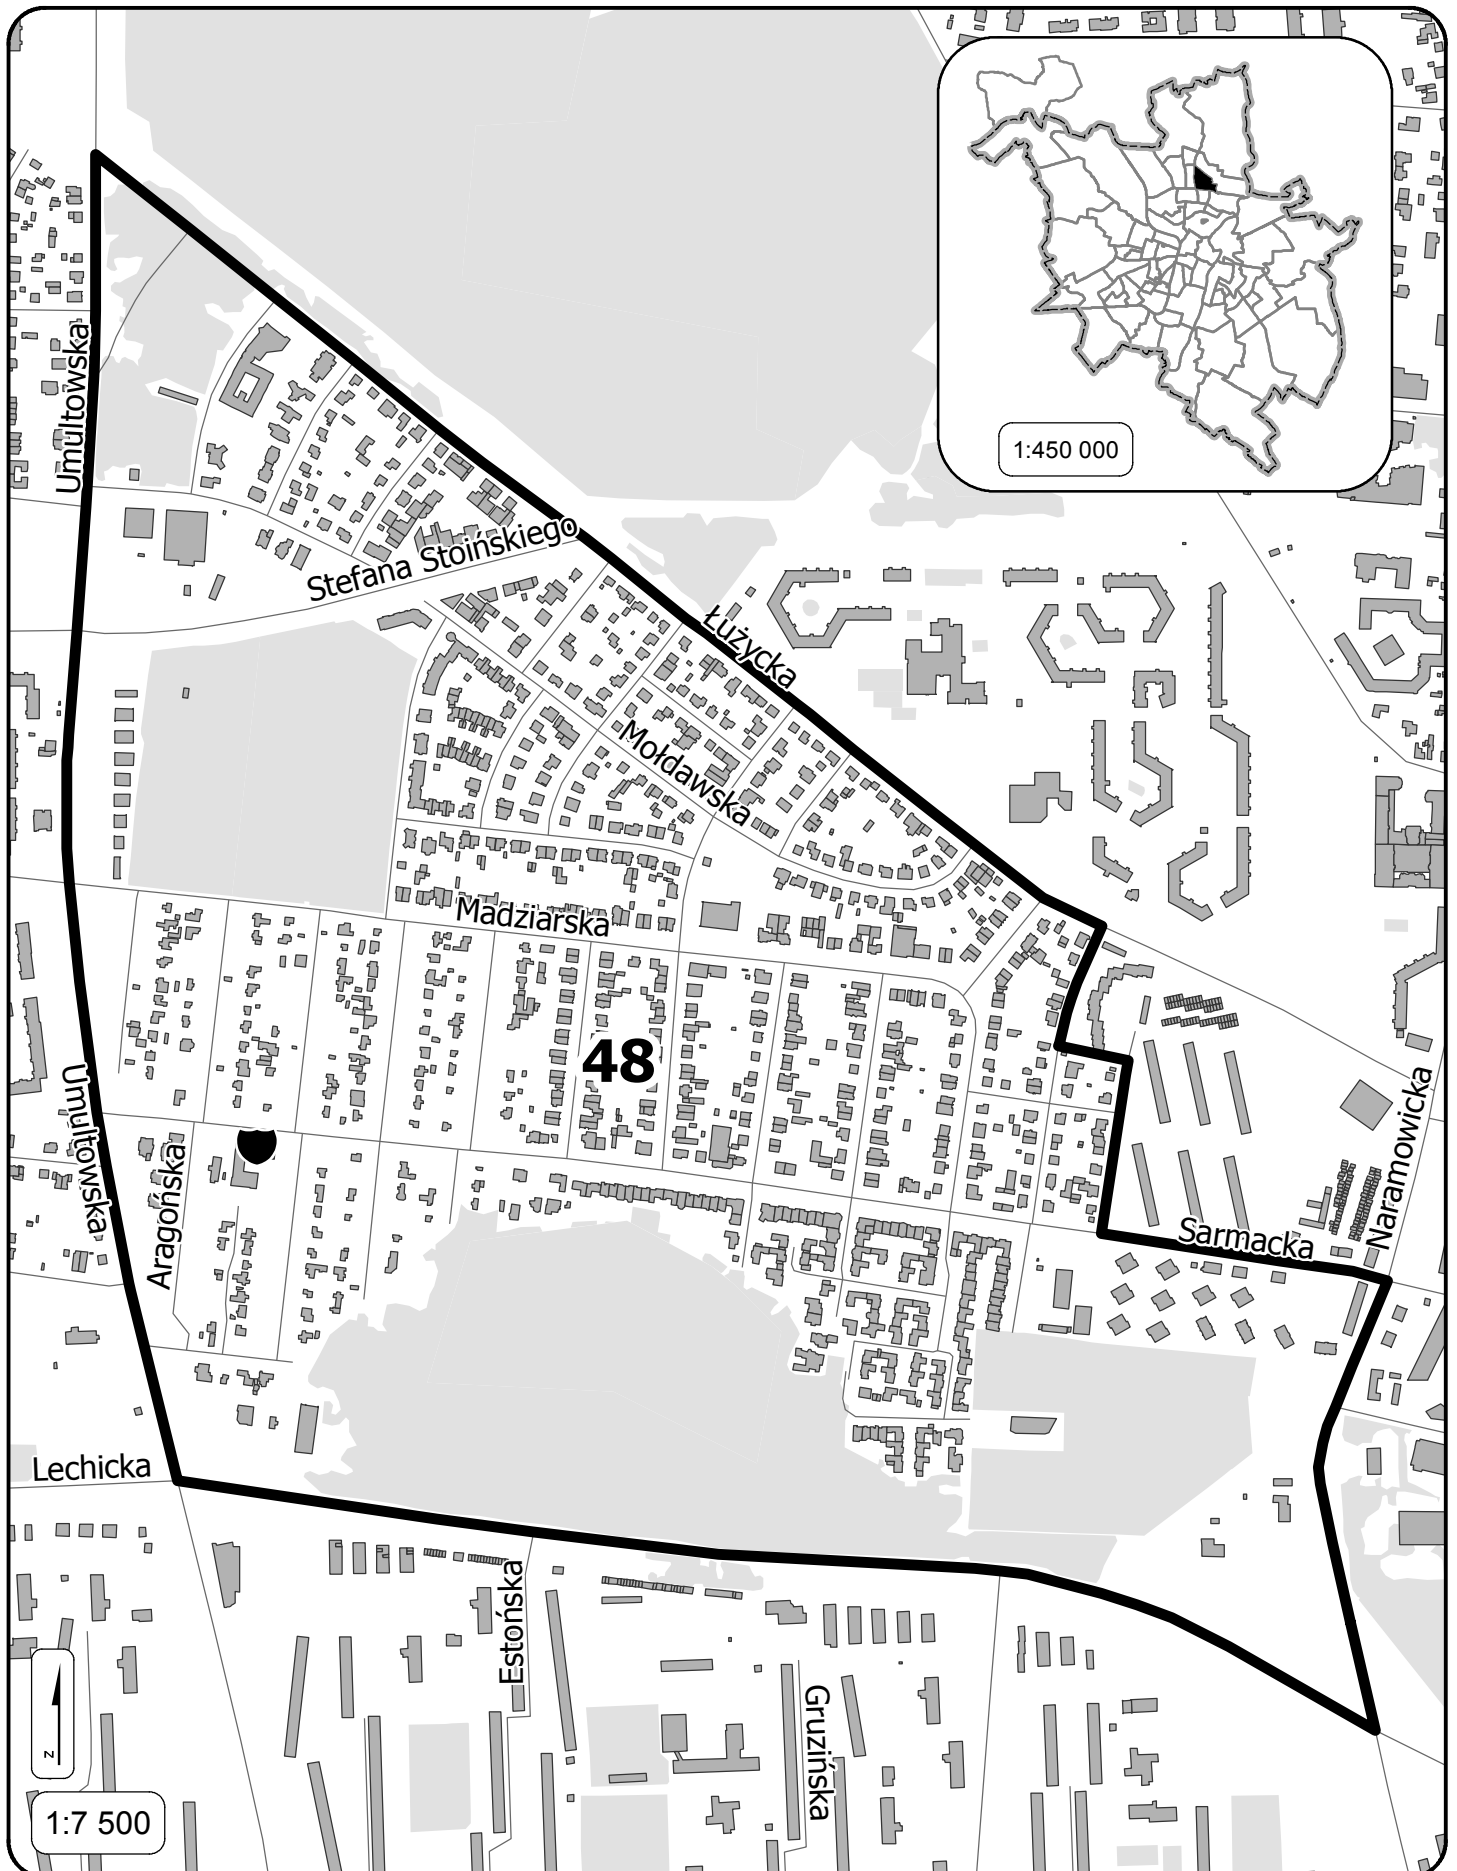 1:450 000
Umultowska
Stefana Stoińskiego
Łużycka
Mołdawska
Madziarska
48
Umultowska
Aragońska
Naramowicka
Sarmacka
Lechicka
Estońska
Gruzińska
N
1:7 500